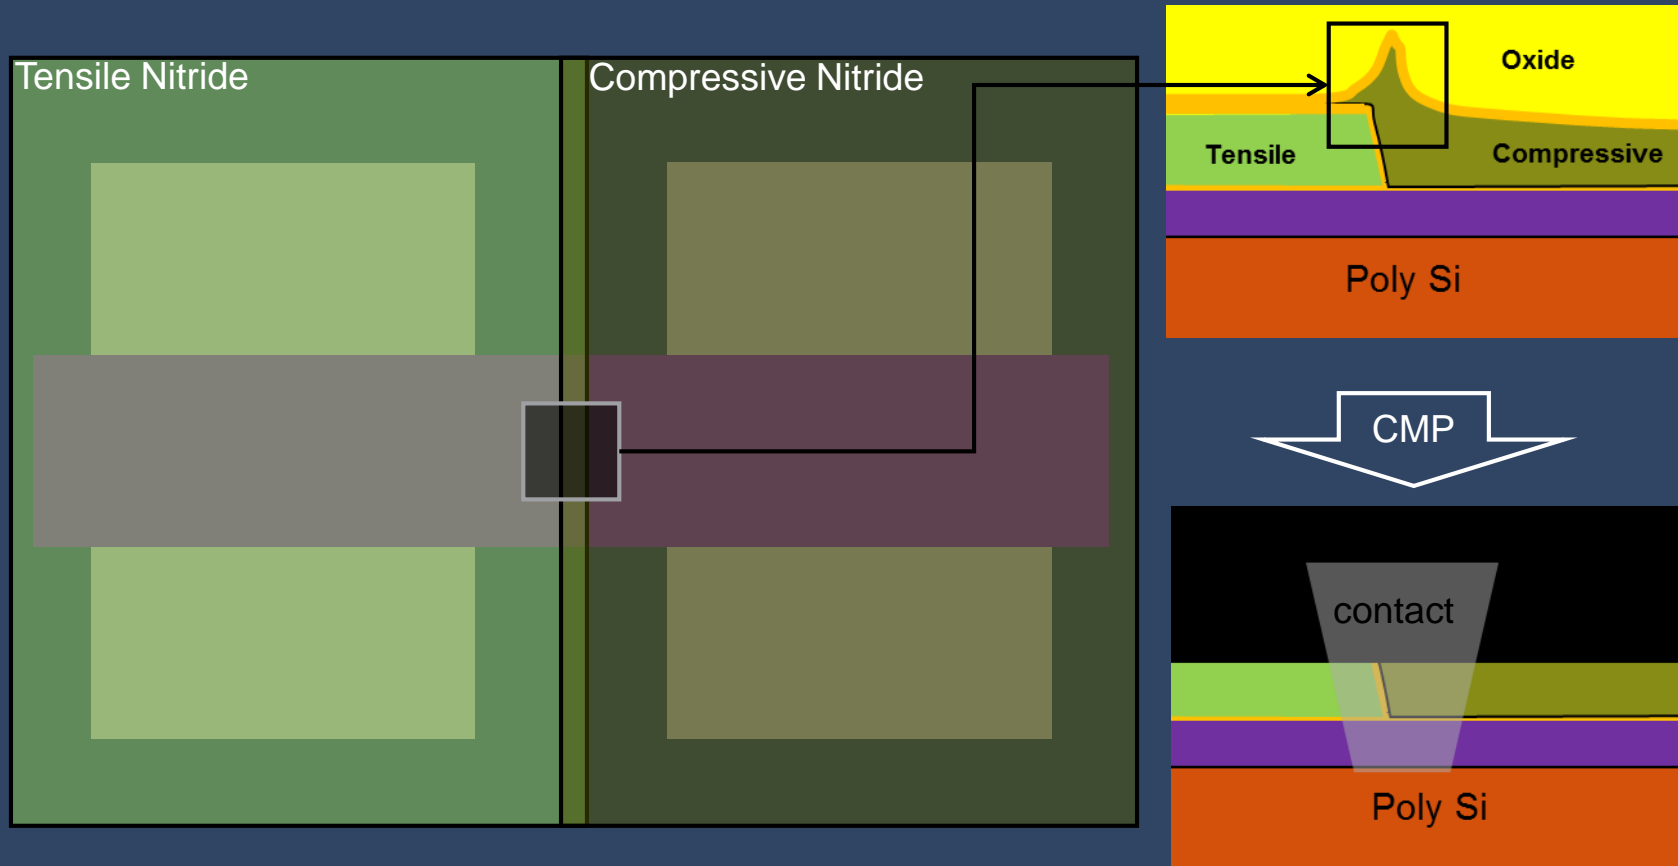 Tensile Nitride
Compressive Nitride
Oxide
Tensile
Compressive
Poly Si
CMP
contact
Poly Si